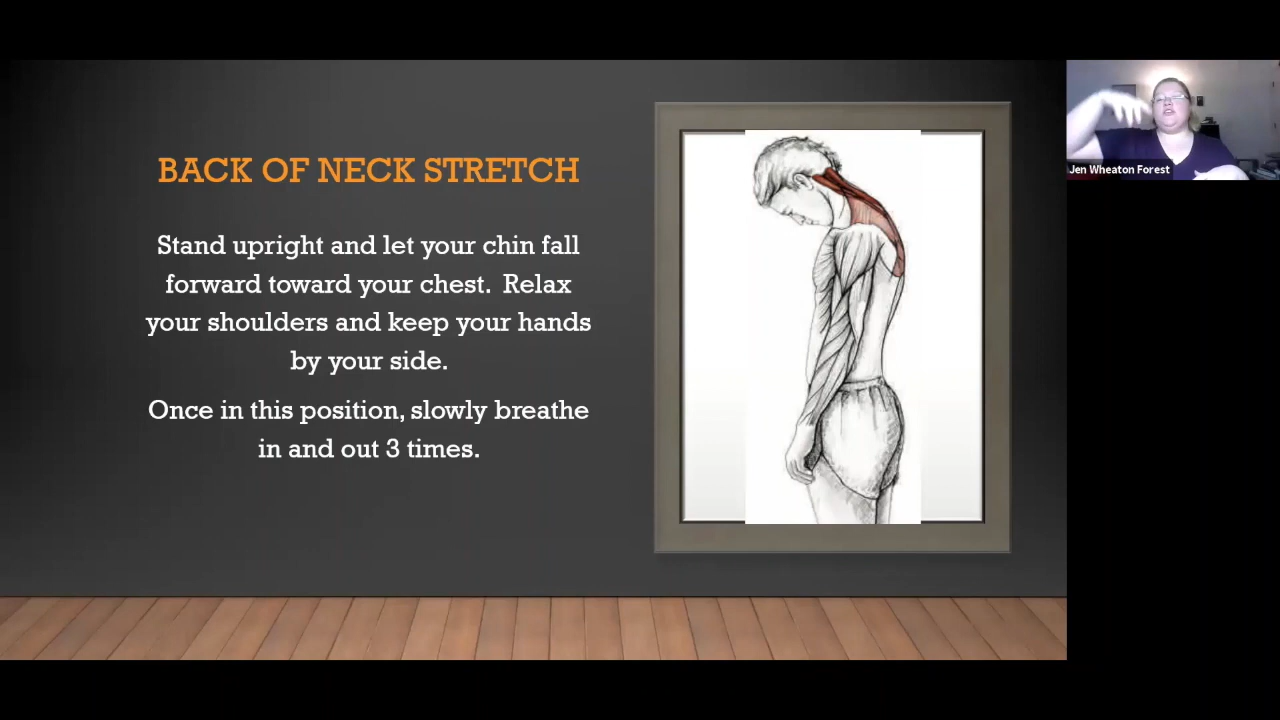 BACK OF NECK STRETCH
Stand upright and let your chin fall
forward toward your chest.  Relax
your shoulders and keep your hands
by your side.
Once in this position, slowly breathe
in and out 3 times.
Jen Wheaton Forest